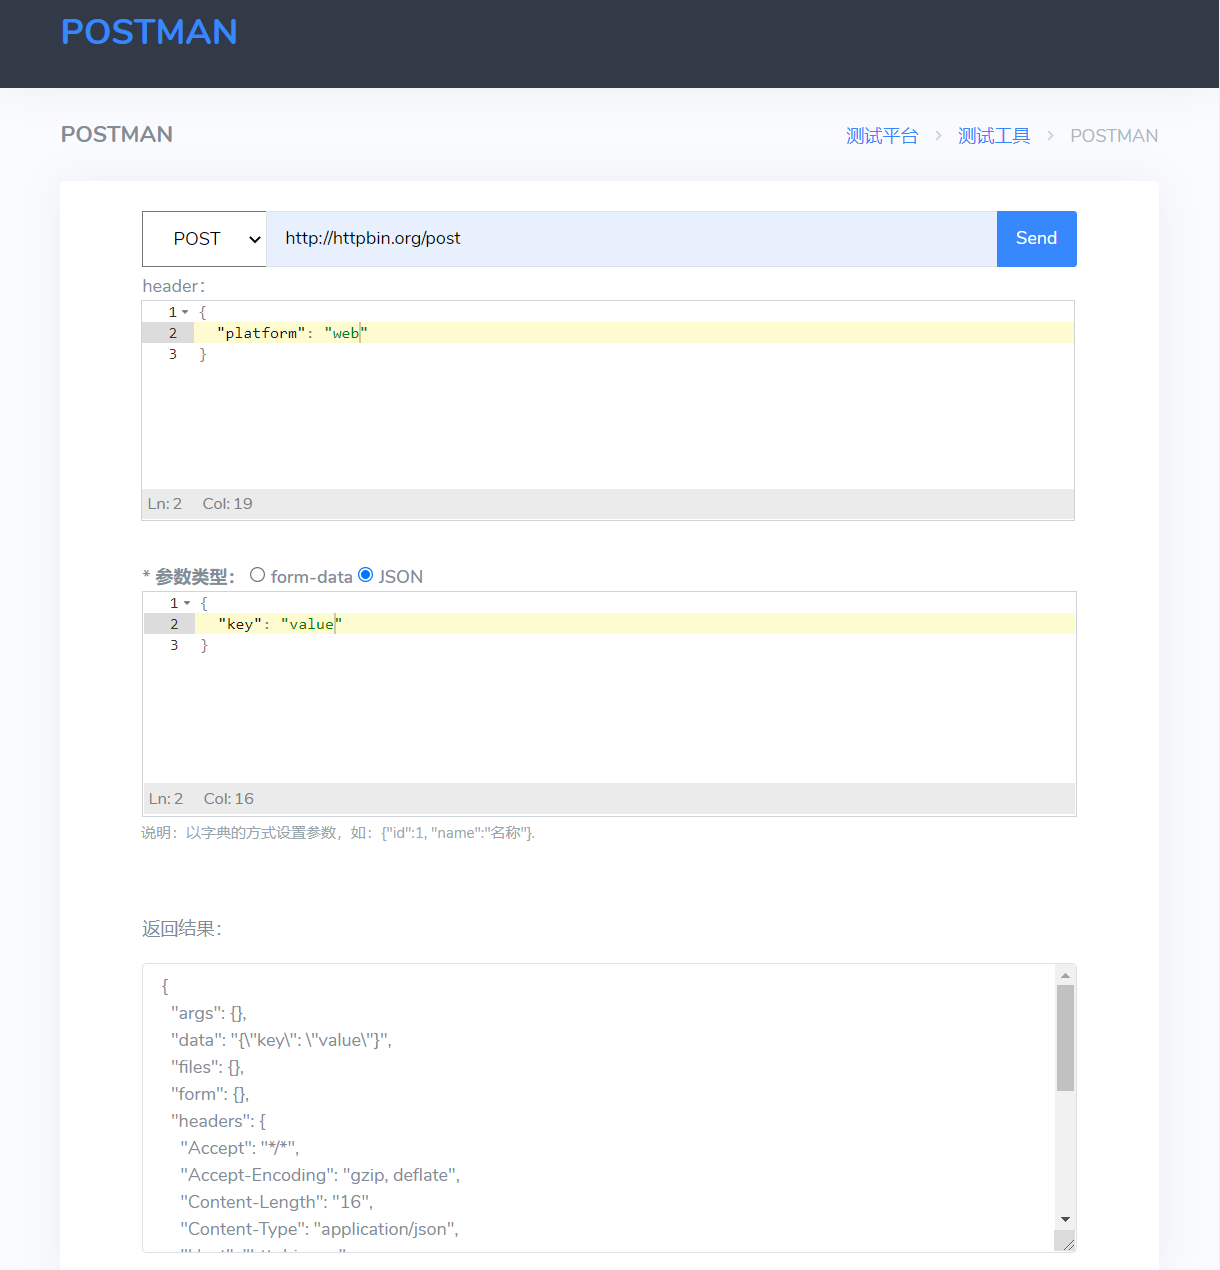 POSTMAN
POSTMAN
测试平台 > 测试工具 > POSTMAN
POST http://httpbin.org/post Send
header：
1 {
2 "platform": "web"
3 }
Ln: 2 Col: 19
* 参数类型： form-data JSON
1 {
2 "key": "value"
3 }
Ln: 2 Col: 16
说明：以字典的方式设置参数，如：{"id":1, "name":"名称"}.
返回结果：
{
"args": {},
"data": "{\"key\": \"value\"}",
"files": {},
"form": {},
"headers": {
"Accept": "*/*",
"Accept-Encoding": "gzip, deflate",
"Content-Length": "16",
"Content-Type": "application/json",